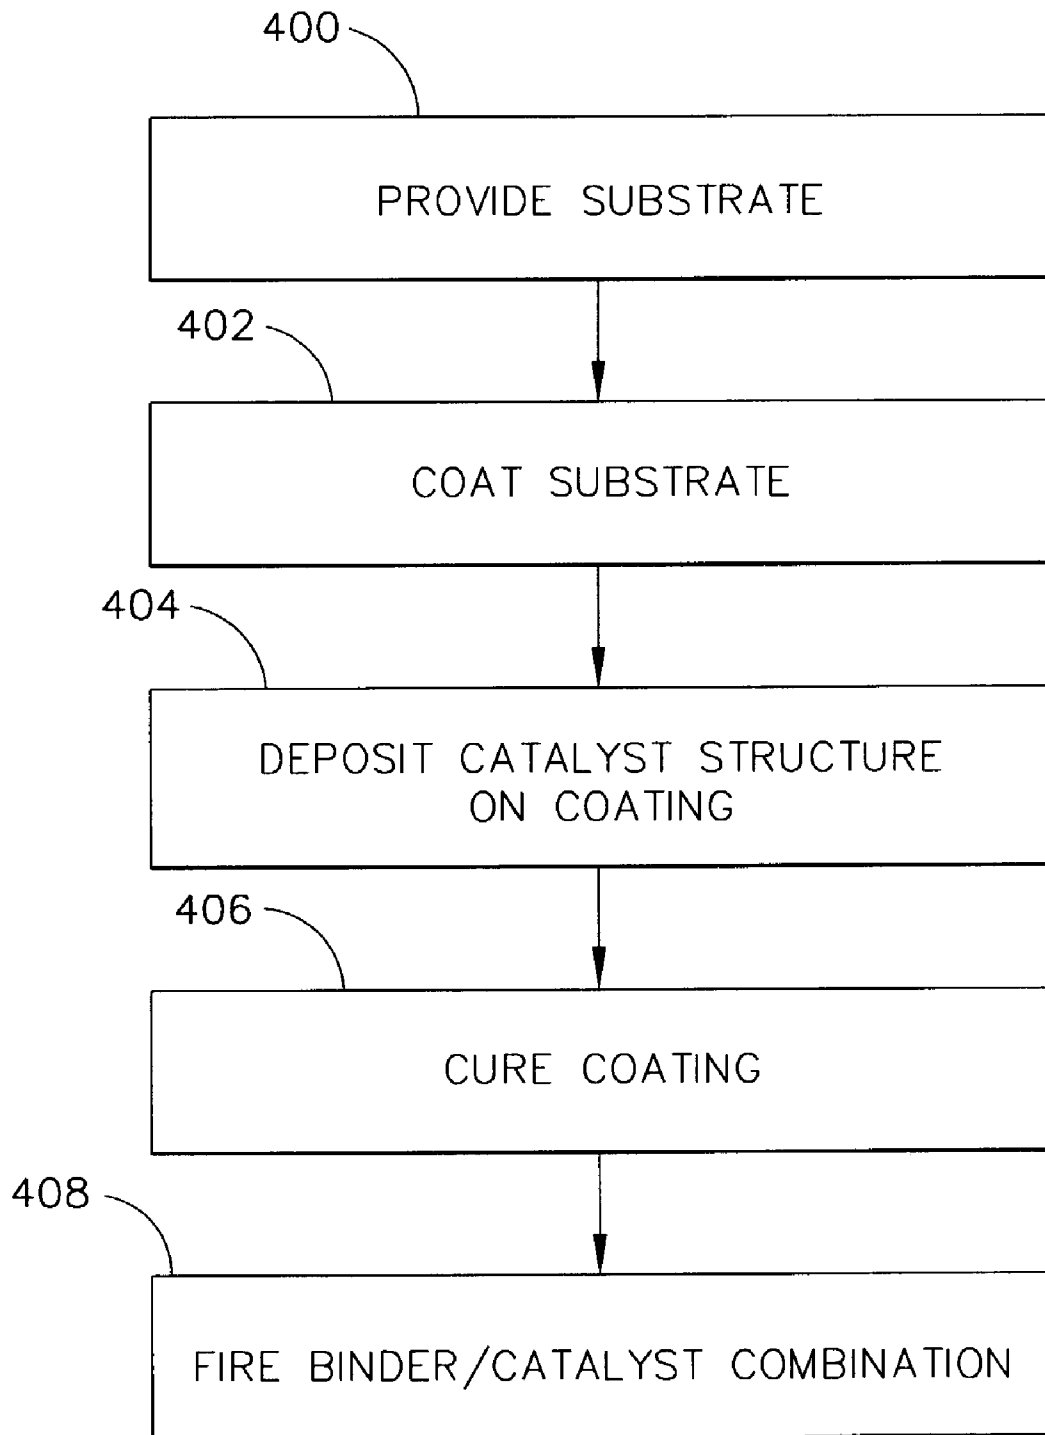 400
PROVIDE SUBSTRATE
402
COAT SUBSTRATE
404
DEPOSIT CATALYST STRUCTURE
ON COATING
406
CURE COATING
408
FIRE BINDER/CATALYST COMBINATION